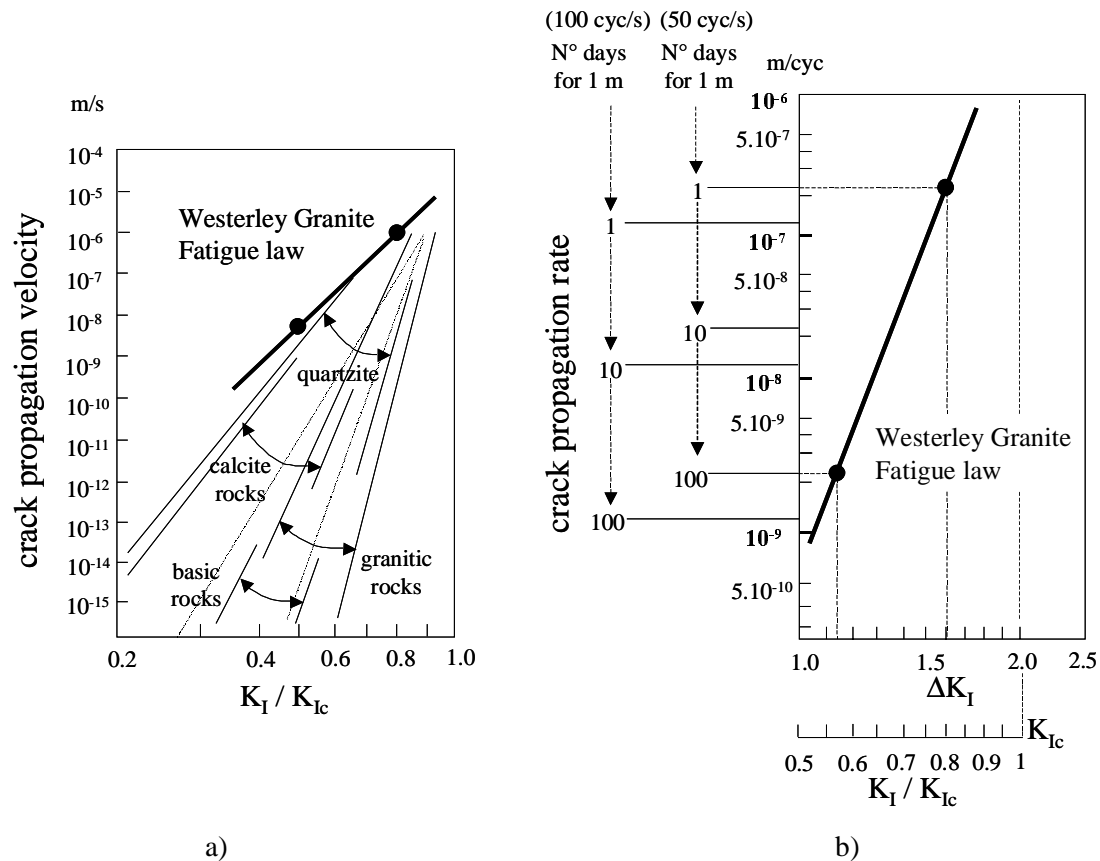 m/s
10-4
10-5
10-6
10-7
10-8
10-9
10-10
10-11
10-12
10-13
10-14
10-15
crack propagation velocity
Westerley Granite
Fatigue law
quartzite
calcite
rocks
granitic
rocks
basic
rocks
0.2
0.4
0.6
0.8
1.0
KI / KIc
a)
(100 cyc/s)
N° days
for 1 m
(50 cyc/s)
N° days
for 1 m
m/cyc
crack propagation rate
1
10
100
1
10
100
10-6
5.10-7
10-7
5.10-8
10-8
5.10-9
10-9
5.10-10
Westerley Granite
Fatigue law
1.0
1.5
2.0
2.5
ΔKI
KIc
0.5
0.6
0.7
0.8
0.9
1
KI / KIc
b)